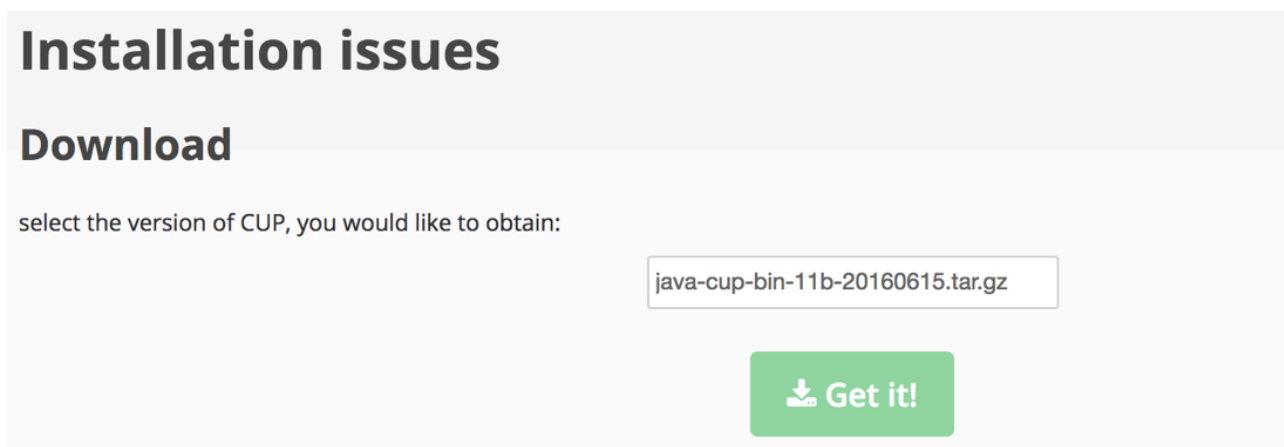 Installation issues
Download
select the version of CUP, you would like to obtain:
java-cup-bin-11b-20160615.tar.gz
Get it!